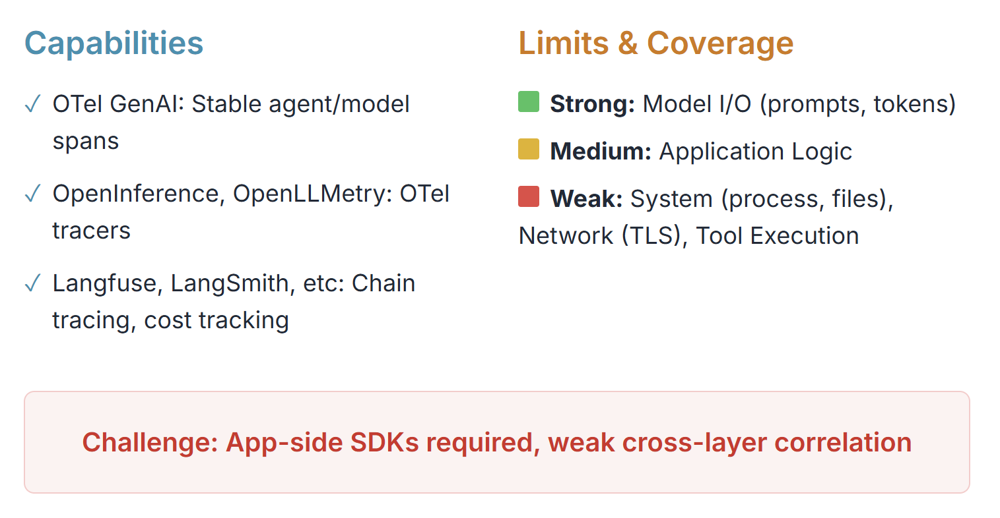 Capabilities
✓ OTel GenAI: Stable agent/model
spans
✓ OpenInference, OpenLLMetry: OTel
tracers
✓ Langfuse, LangSmith, etc: Chain
tracing, cost tracking
Limits & Coverage
Strong: Model I/O (prompts, tokens)
Medium: Application Logic
Weak: System (process, files),
Network (TLS), Tool Execution
Challenge: App-side SDKs required, weak cross-layer correlation